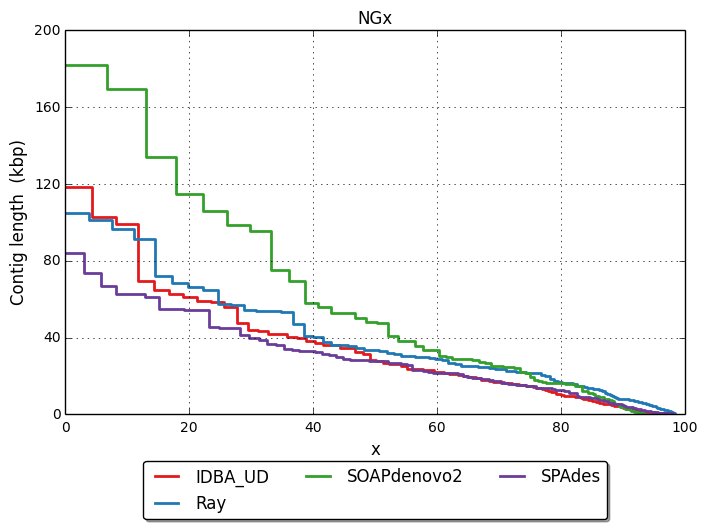 NGx
Contig length (kbp)
200
160
120
80
40
0
0 20 40 60 80 100
x
IDBA_UD SOAPdenovo2 SPAdes
Ray